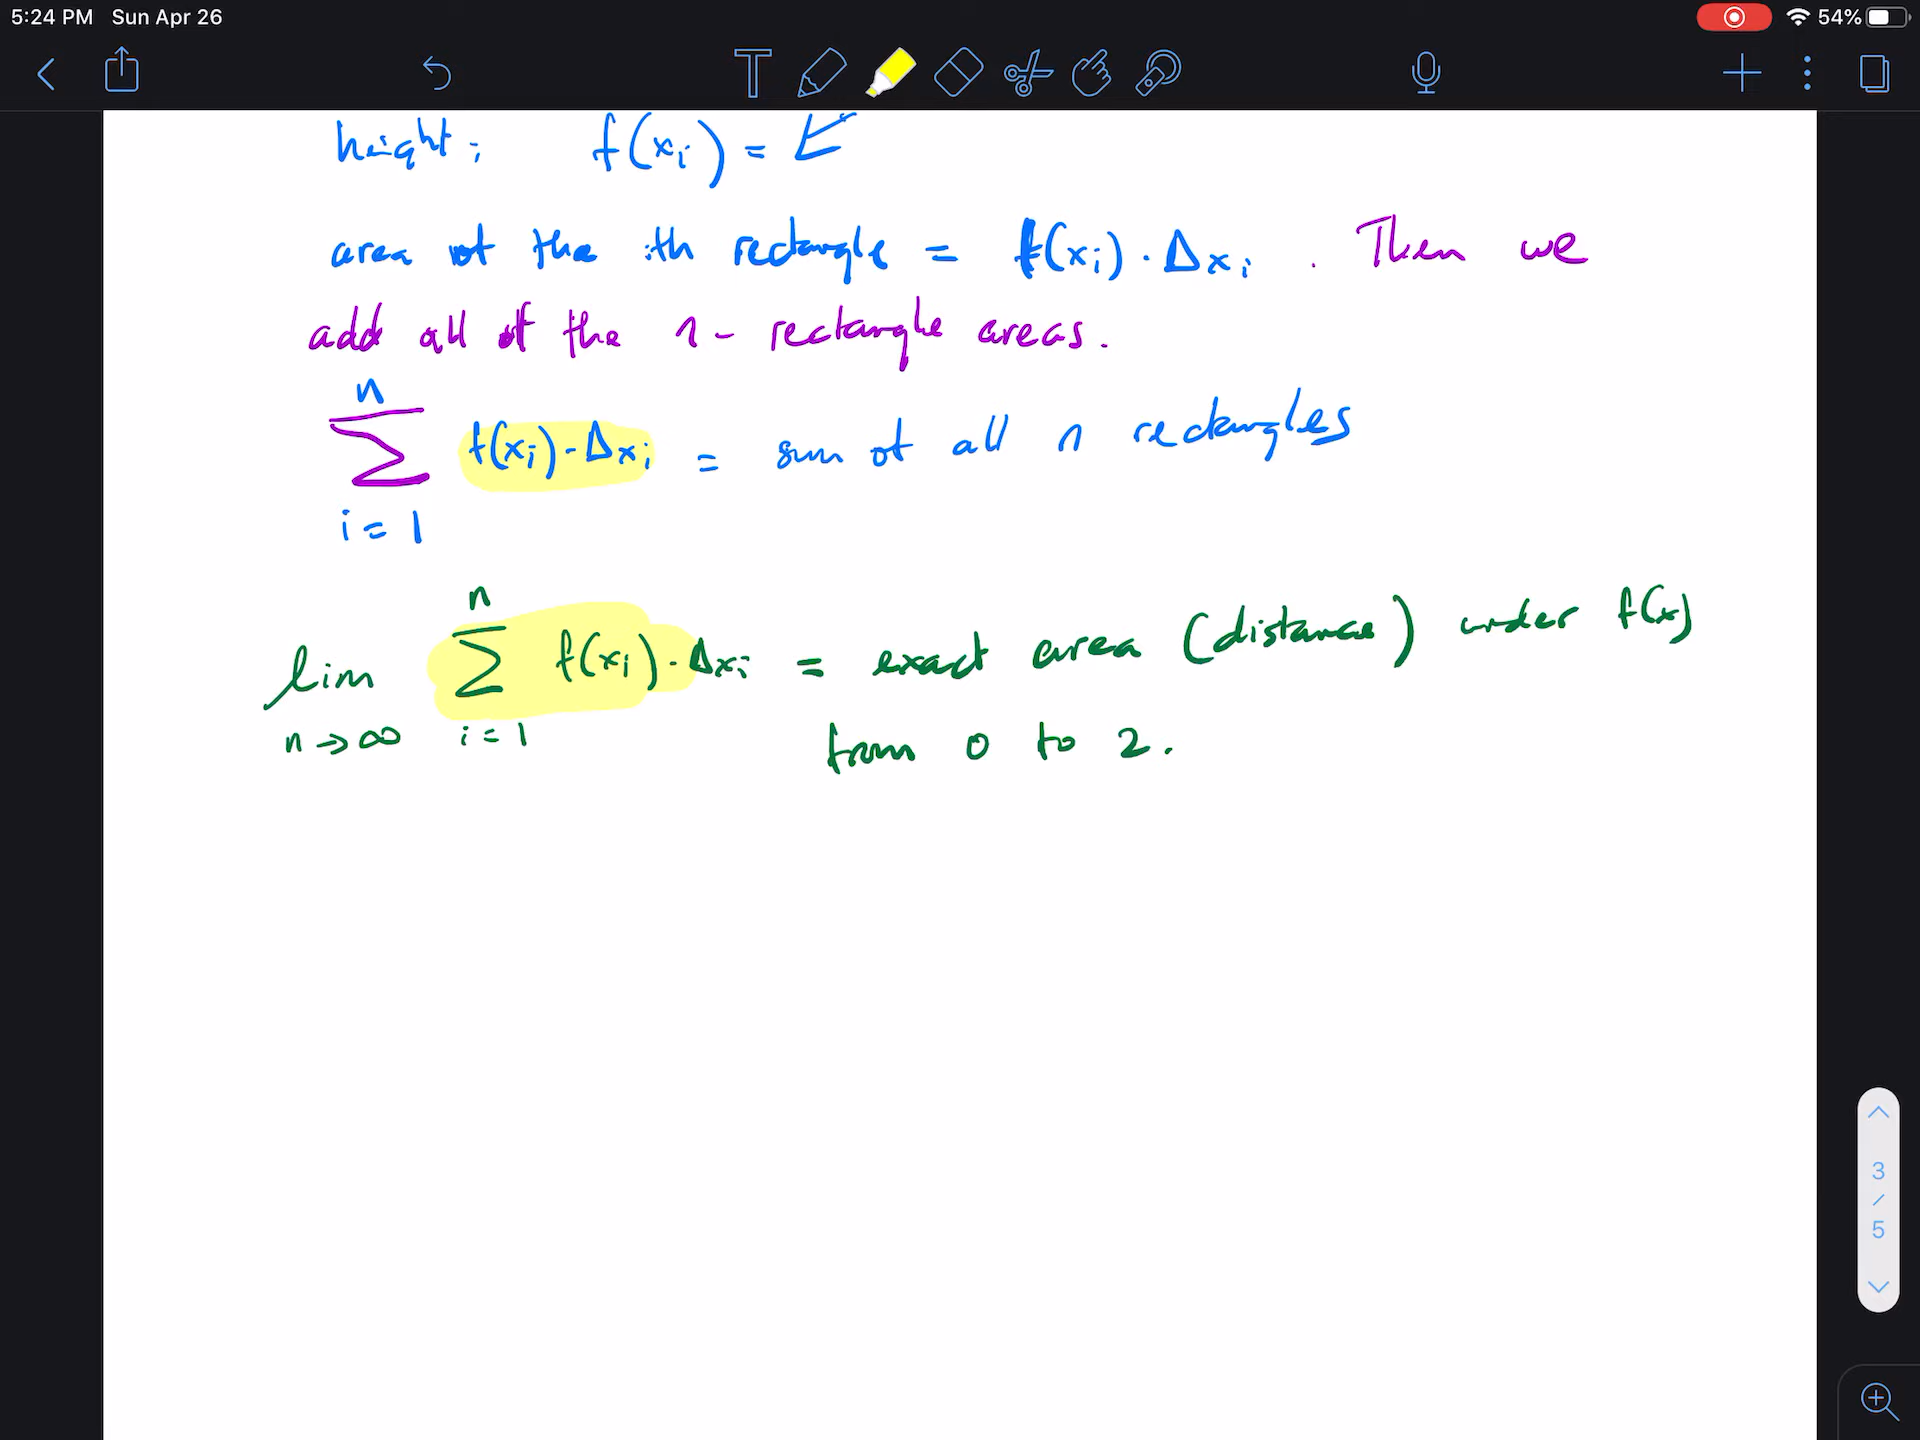 5:24 PM Sun Apr 26
54%
height: f(xᵢ) =
area of the ith rectangle = f(xᵢ) · Δxᵢ . Then we
add all of the n - rectangle areas.
n
∑ f(xᵢ) · Δxᵢ = sum of all n rectangles
i = 1
n
lim ∑ f(xᵢ) · Δxᵢ = exact area (distance) under f(x)
n → ∞ i = 1 from 0 to 2.
3
/
5